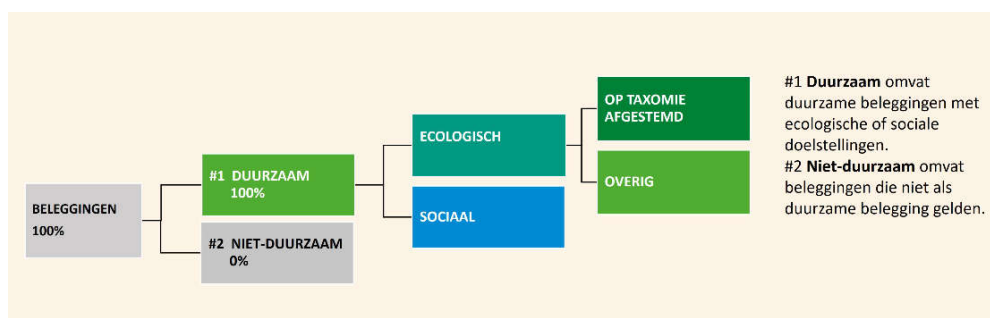 BELEGGINGEN
100%
#1 DUURZAAM
100%
#2 NIET-DUURZAAM
0%
ECOLOGISCH
SOCIAAL
OP TAXOMIE
AFGESTEMD
OVERIG
#1 Duurzaam omvat
duurzame beleggingen met
ecologische of sociale
doelstellingen.
#2 Niet-duurzaam omvat
beleggingen die niet als
duurzame belegging gelden.